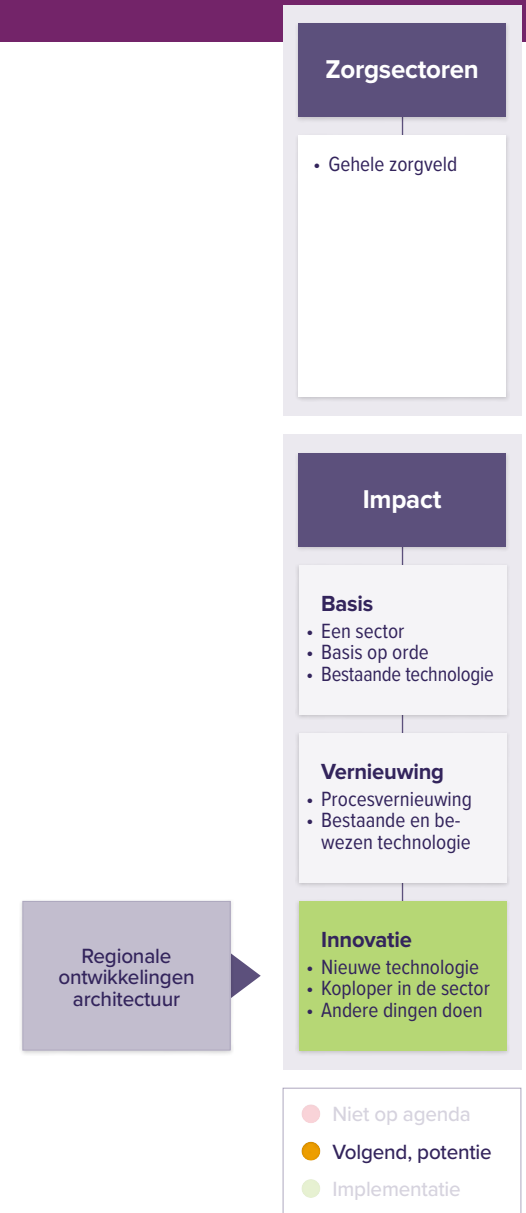 Zorgsectoren
• Gehele zorgveld
Impact
Basis
• Een sector
• Basis op orde
• Bestaande technologie
Vernieuwing
• Procesvernieuwing
• Bestaande en be-
wezen technologie
Regionale
ontwikkelingen
architectuur
Innovatie
• Nieuwe technologie
• Koploper in de sector
• Andere dingen doen
Niet op agenda
Volgend, potentie
Implementatie